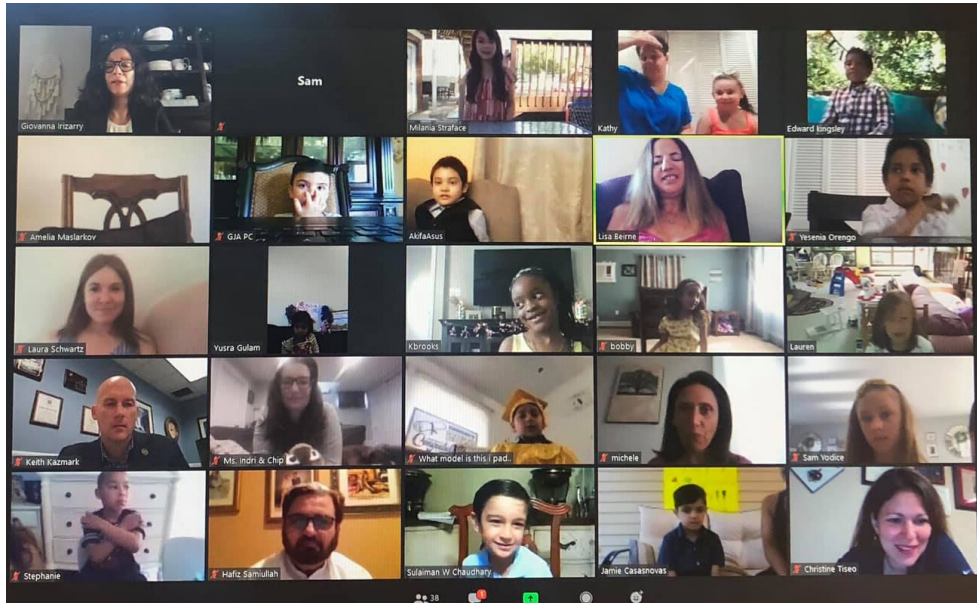 Giovanna Irizarry
Sam
Milania Straface
Kathy
Edward kingsley
Amelia Maslarkov
GJA PC
AkifaAsus
Lisa Beirne
Yesenia Orengo
Laura Schwartz
Yusra Gulam
Kbrooks
bobby
Lauren
Keith Kazmark
Ms. Indri & Chip
What model is this I pad..
michele
Sam Vodice
Stephanie
Hafiz Samiullah
Sulaiman W Chaudhary
Jamie Casasnovas
Christine Tiseo
38
1